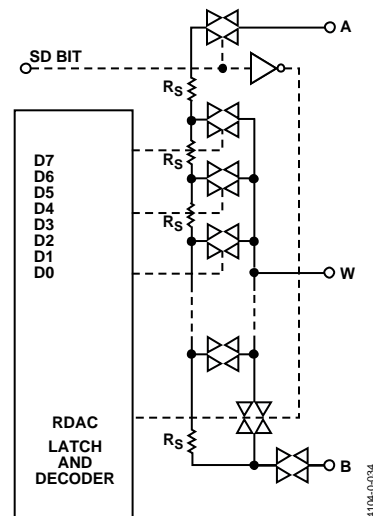 A
SD BIT
RS
RS
RS
D7
D6
D5
D4
D3
D2
D1
D0
W
RDAC
LATCH
AND
DECODER
RS
B
4104-0-034